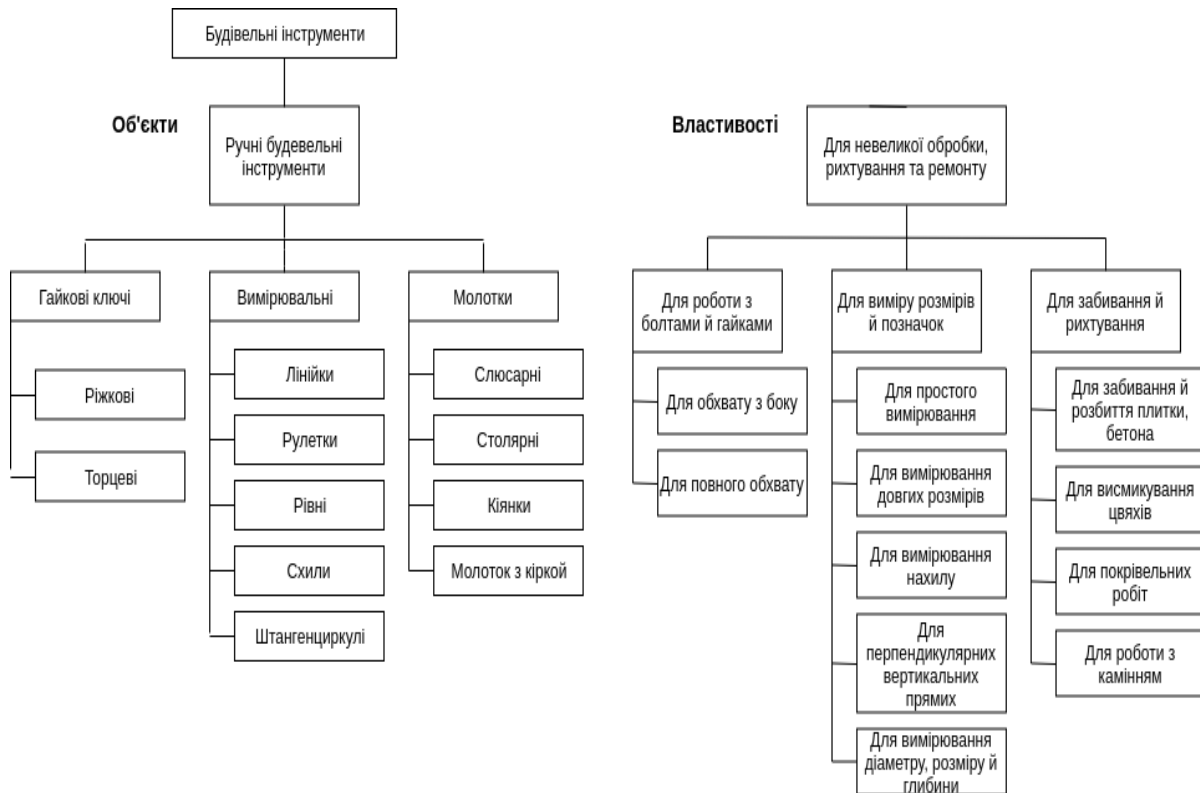 Будівельні інструменти
Об'єкти
Ручні будевельні
інструменти
Гайкові ключі
Ріжкові
Торцеві
Вимірювальні
Лінійки
Рулетки
Рівні
Схили
Штангенциркулі
Молотки
Слюсарні
Столярні
Кіянки
Молоток з кіркой
Властивості
Для невеликої обробки,
рихтування та ремонту
Для роботи з
болтами й гайками
Для обхвату з боку
Для повного обхвату
Для виміру розмірів
й позначок
Для простого
вимірювання
Для вимірювання
довгих розмірів
Для вимірювання
нахилу
Для
перпендикулярних
вертикальних
прямих
Для вимірювання
діаметру, розміру й
глибини
Для забивання й
рихтування
Для забивання й
розбиття плитки,
бетона
Для висмикування
цвяхів
Для покрівельних
робіт
Для роботи з
камінням